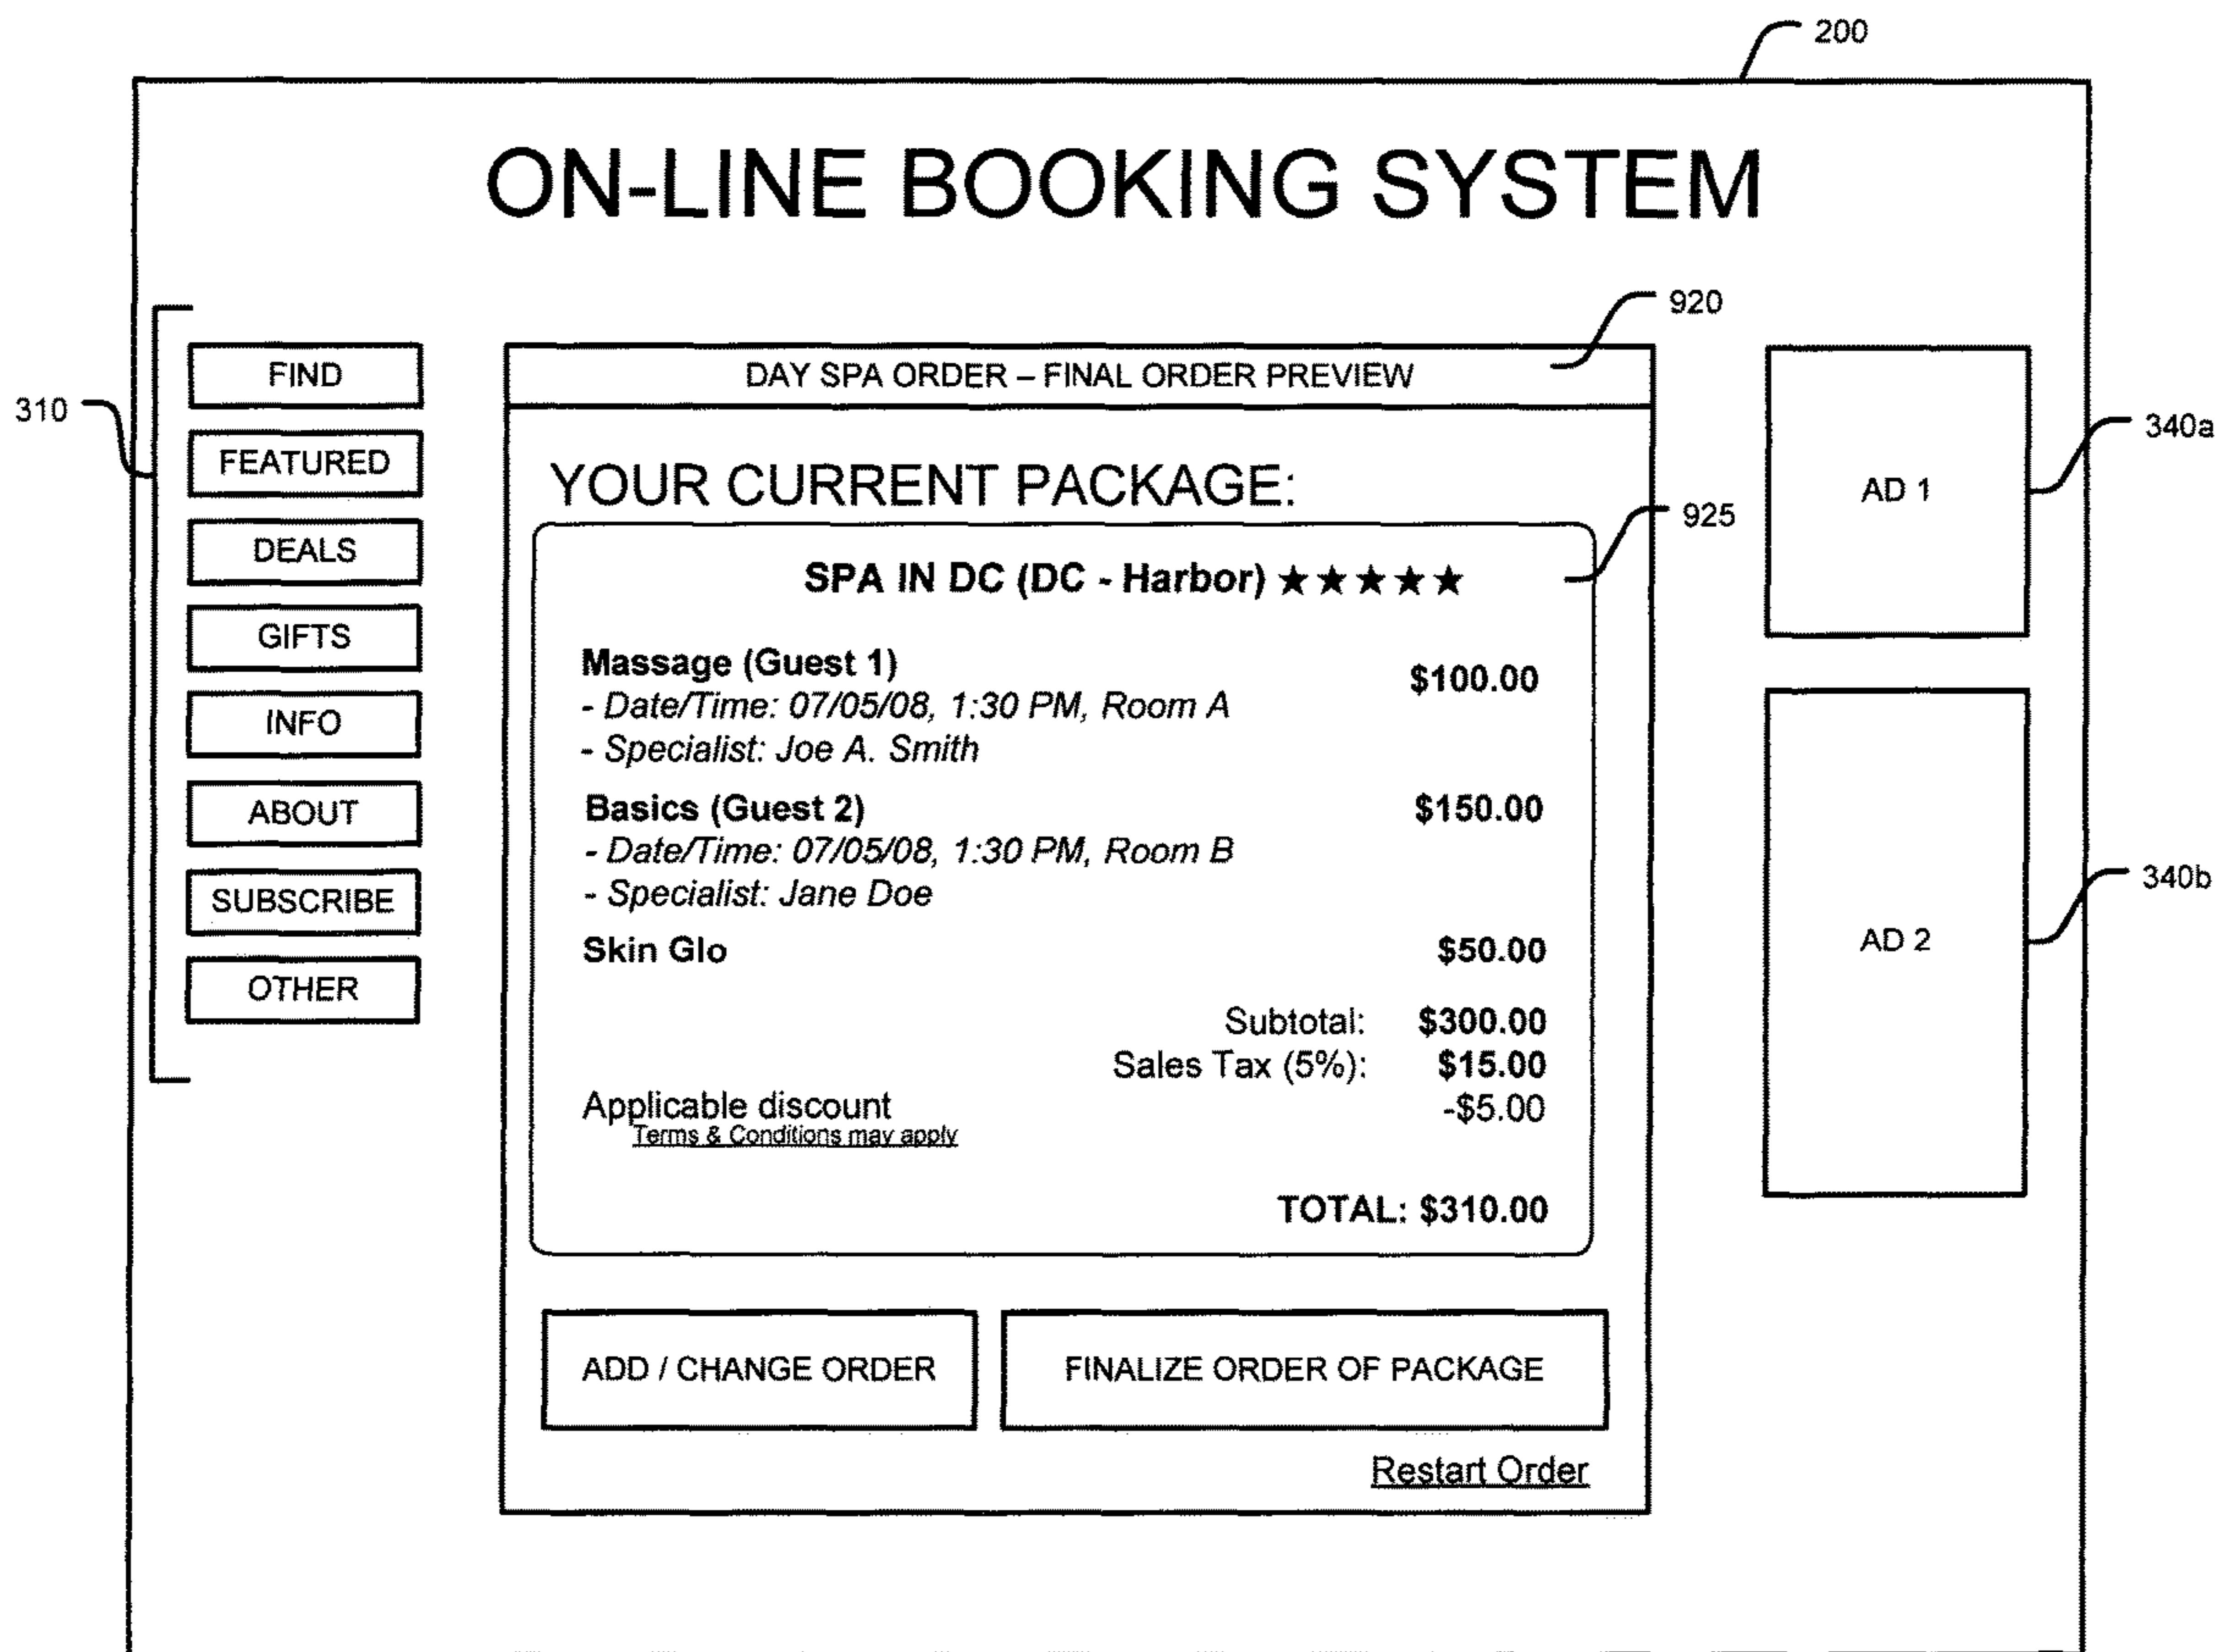 200
ON-LINE BOOKING SYSTEM
310
FIND
FEATURED
DEALS
GIFTS
INFO
ABOUT
SUBSCRIBE
OTHER
920
DAY SPA ORDER – FINAL ORDER PREVIEW
YOUR CURRENT PACKAGE:
925
SPA IN DC (DC - Harbor) ★★★★★
Massage (Guest 1) $100.00
- Date/Time: 07/05/08, 1:30 PM, Room A
- Specialist: Joe A. Smith
Basics (Guest 2) $150.00
- Date/Time: 07/05/08, 1:30 PM, Room B
- Specialist: Jane Doe
Skin Glo $50.00
Subtotal: $300.00
Sales Tax (5%): $15.00
Applicable discount -$5.00
Terms & Conditions may apply
TOTAL: $310.00
ADD / CHANGE ORDER
FINALIZE ORDER OF PACKAGE
Restart Order
AD 1
340a
AD 2
340b